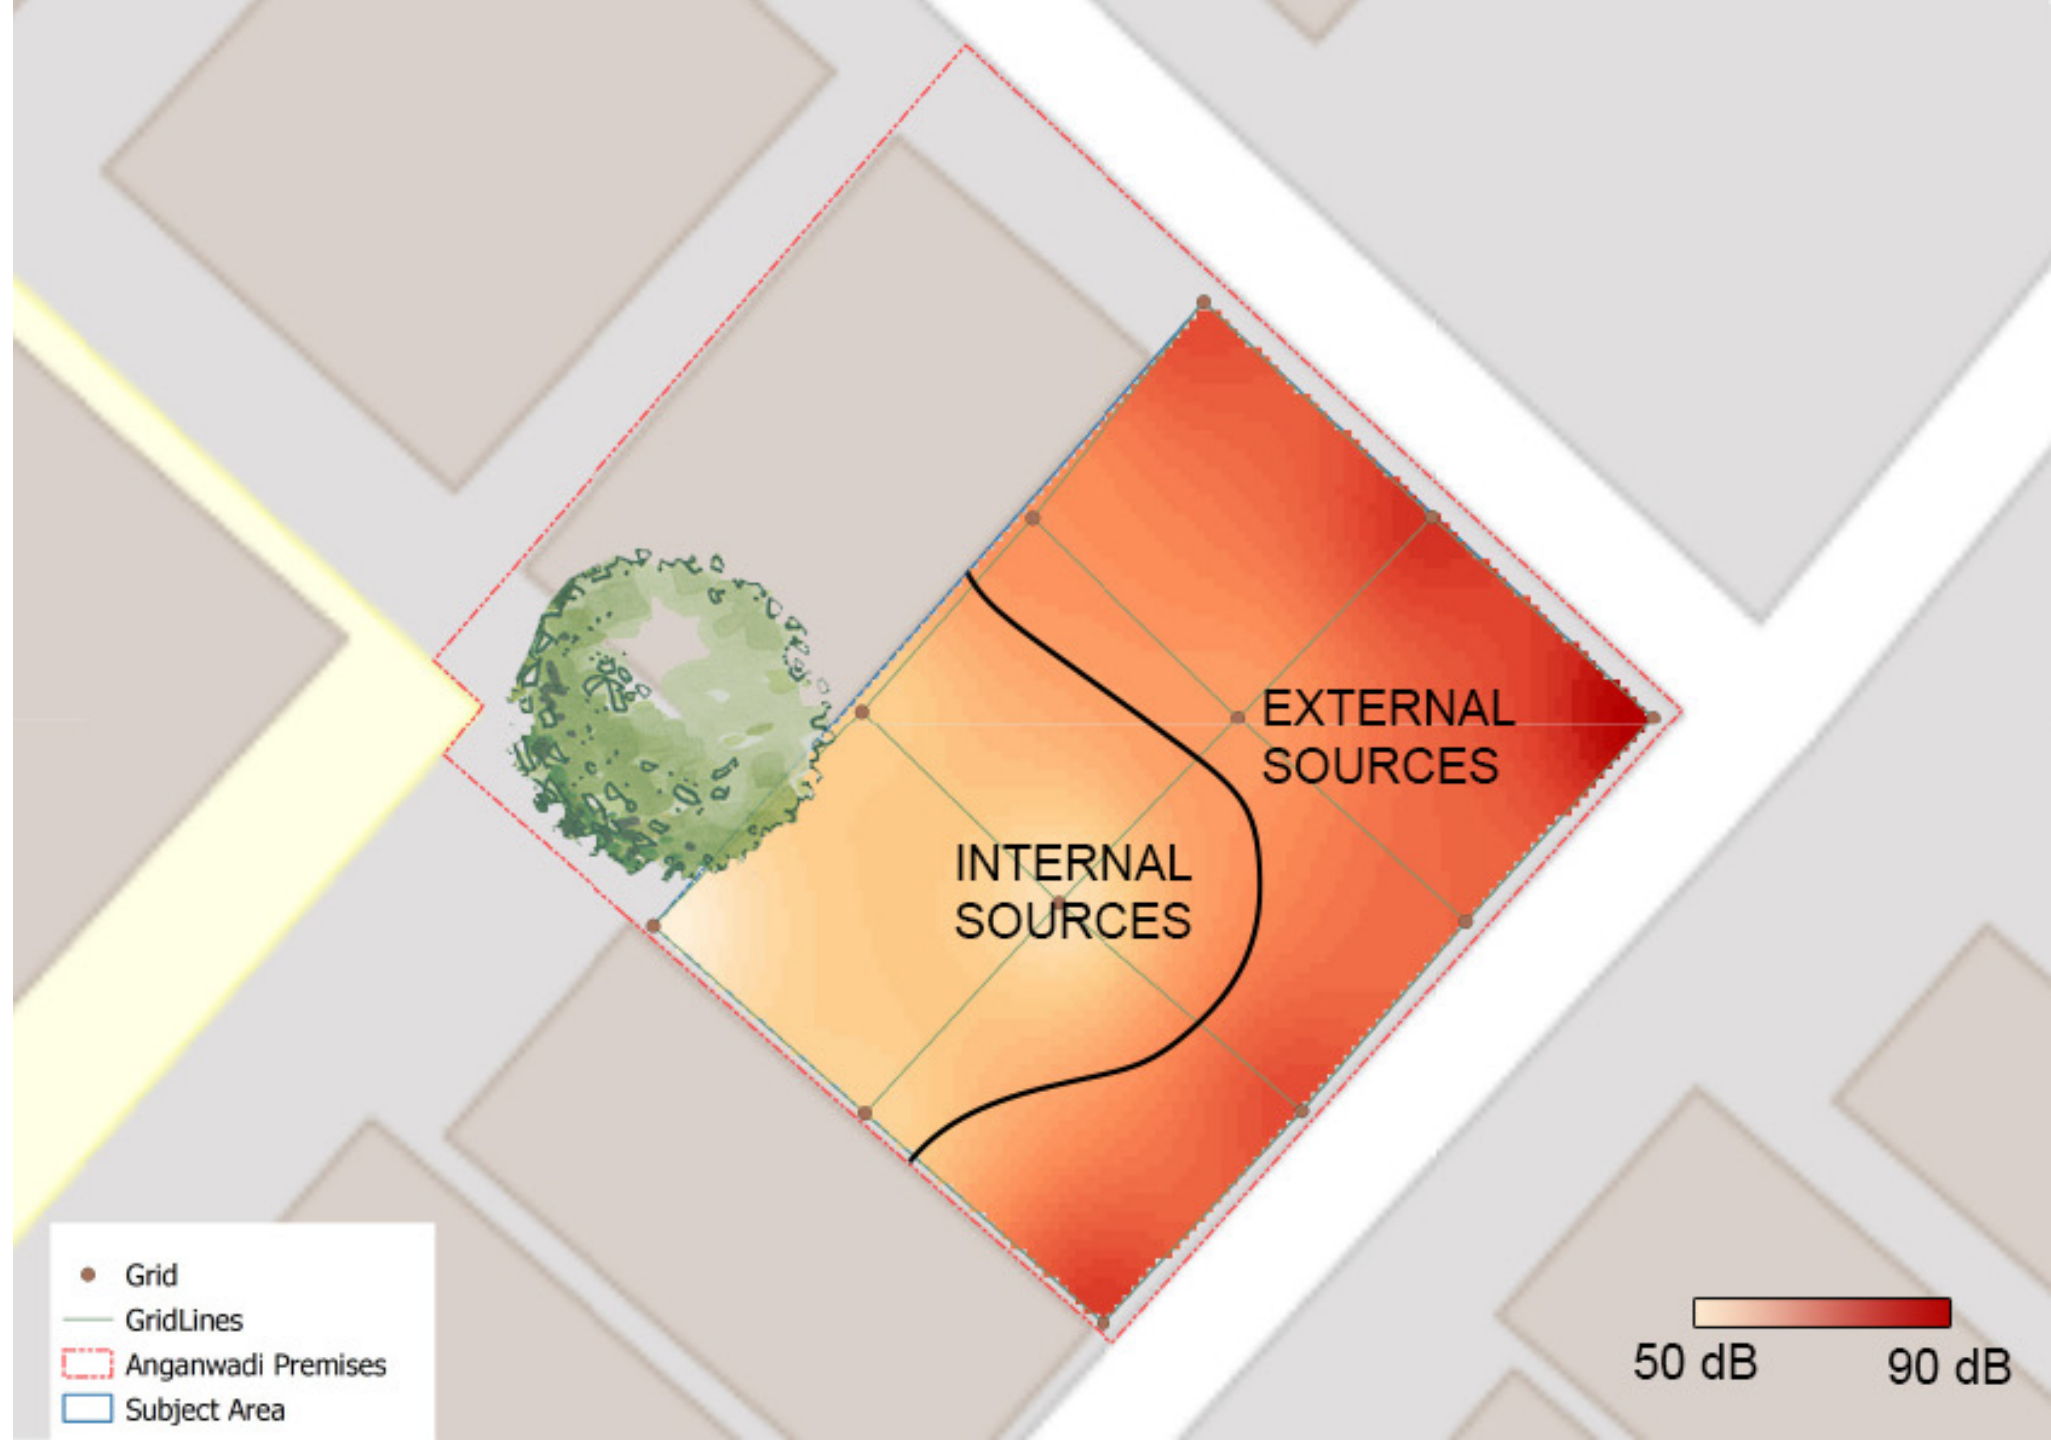 EXTERNAL
SOURCES
INTERNAL
SOURCES
Grid
GridLines
Anganwadi Premises
Subject Area
50 dB
90 dB